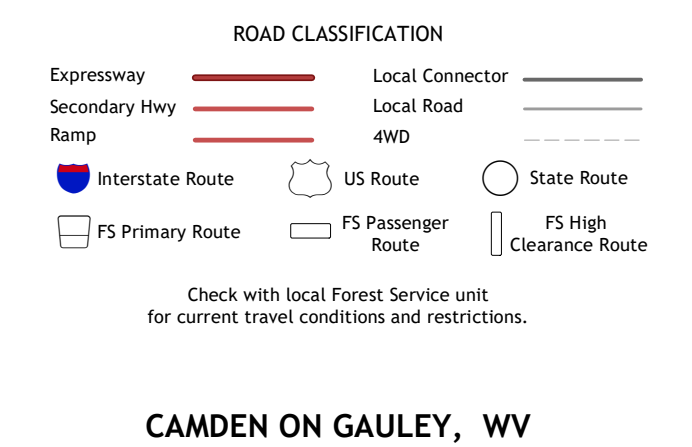 ROAD CLASSIFICATION
Expressway
Local Connector
Secondary Hwy
Local Road
Ramp
4WD
Interstate Route
US Route
State Route
FS Primary Route
FS Passenger
Route
FS High
Clearance Route
Check with local Forest Service unit
for current travel conditions and restrictions.
CAMDEN ON GAULEY, WV